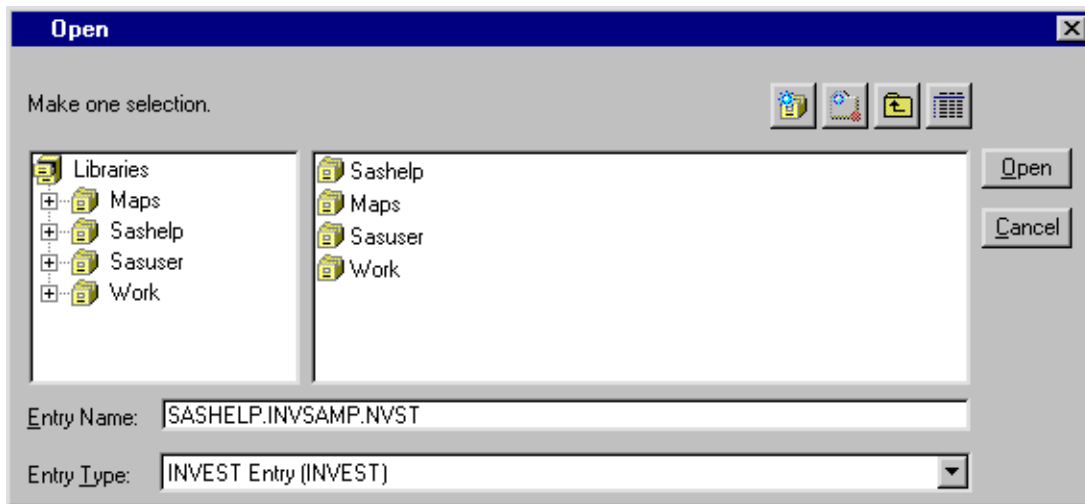 Open
Make one selection.
Libraries
Maps
Sashelp
Sasuser
Work
Sashelp
Maps
Sasuser
Work
Open
Cancel
Entry Name: SASHELP.INVSAMP.NVST
Entry Type: INVEST Entry (INVEST)